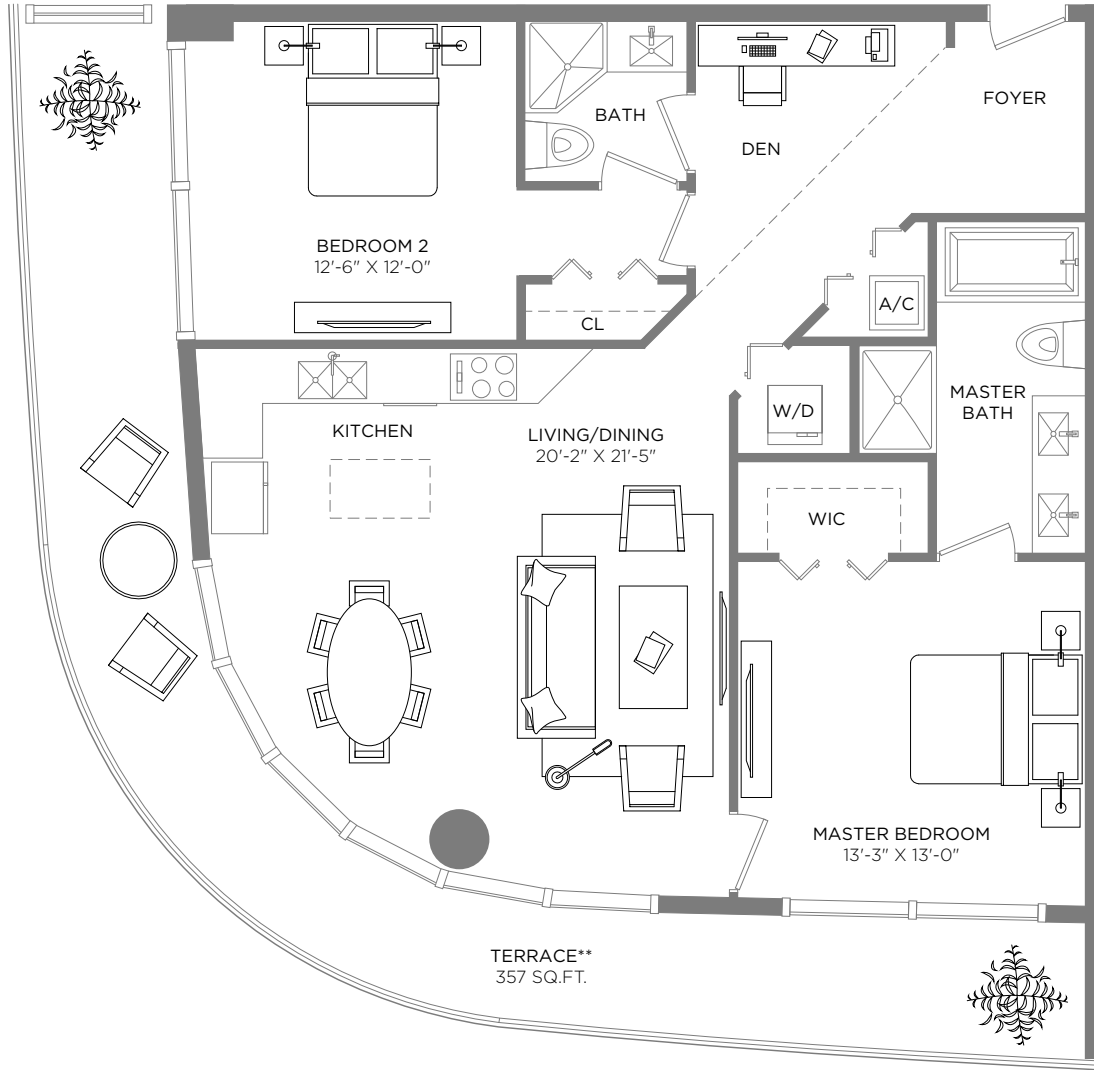 FOYER
BATH
DEN
BEDROOM 2
12'-6" X 12'-0"
A/C
CL
MASTER
BATH
W/D
KITCHEN
LIVING/DINING
20'-2" X 21'-5"
WIC
MASTER BEDROOM
13'-3" X 13'-0"
TERRACE**
357 SQ.FT.